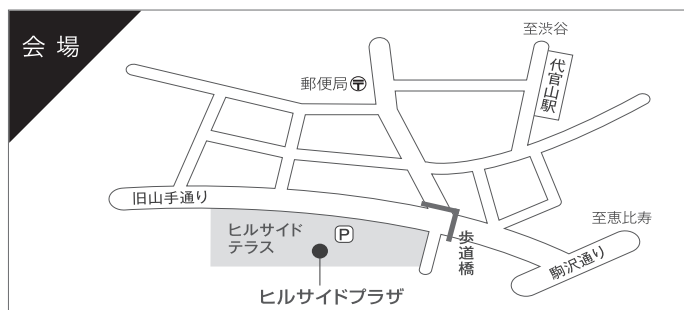 会場
至渋谷
代官山駅
郵便局〒
旧山手通り
至恵比寿
ヒルサイド
テラス
P
歩道橋
駒沢通り
ヒルサイドプラザ